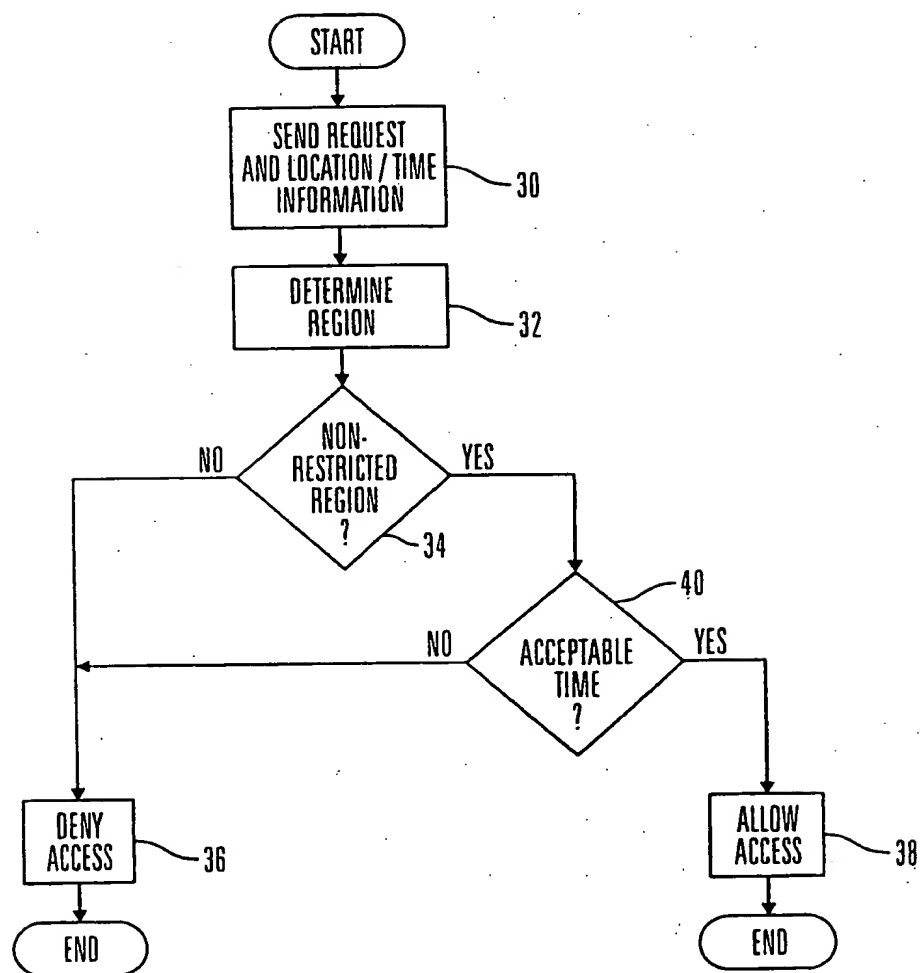 START
SEND REQUEST
AND LOCATION / TIME
INFORMATION
30
DETERMINE
REGION
32
NO
NON-
RESTRICTED
REGION
?
YES
34
40
NO
ACCEPTABLE
TIME
?
YES
DENY
ACCESS
36
ALLOW
ACCESS
38
END
END